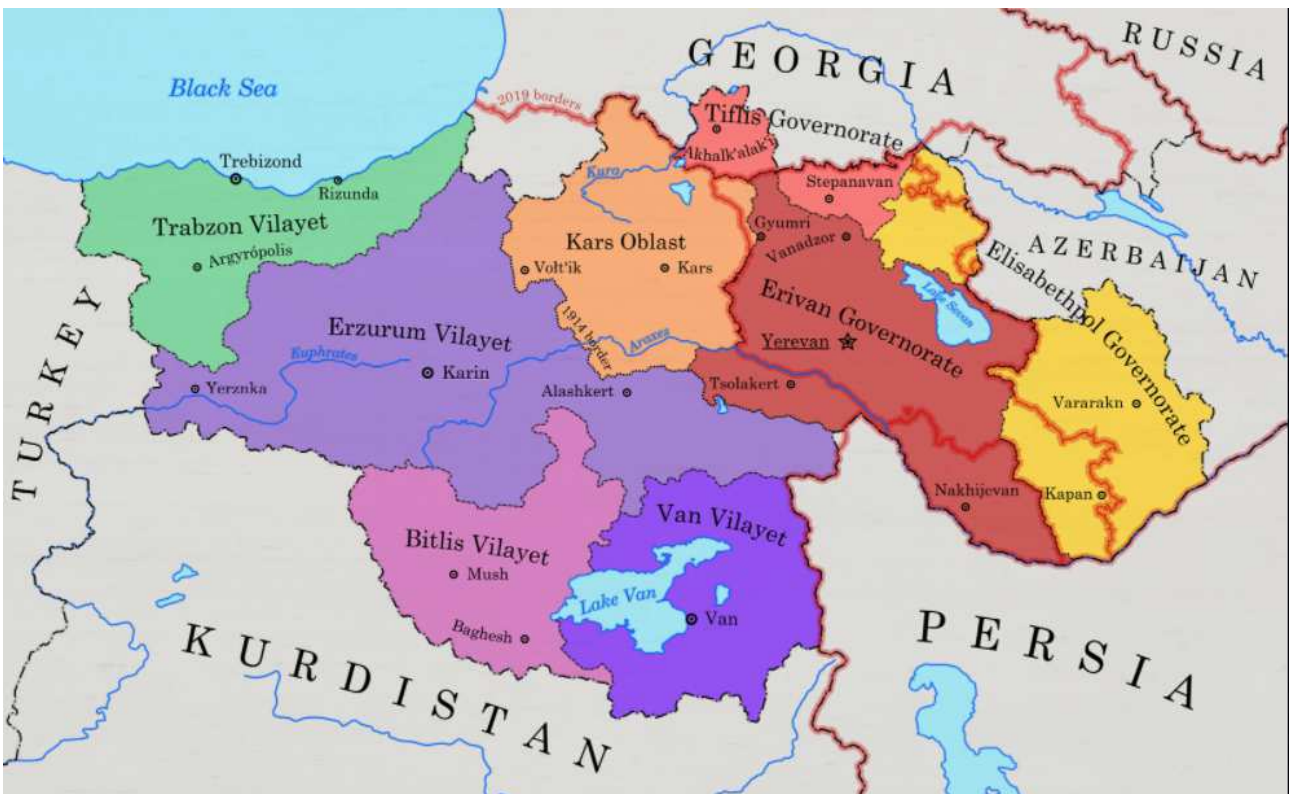 RUSSIA
GEORGIA
Black Sea
2019 borders
Tiflis Governorate
Akhalk'alak'i
Trebizond
Rizunda
Kura
Stepanavan
Trabzon Vilayet
Gyumri
Vanadzor
Kars Oblast
AZERBAIJAN
Argyrópolis
Vołt'ik
Kars
Elisabethpol Governorate
Lake Sevan
Erivan Governorate
TURKEY
Erzurum Vilayet
1914 border
Araxes
Yerevan
Euphrates
Karin
Yerznka
Alashkert
Tsolakert
Vararakn
Nakhijevan
Kapan
Van Vilayet
Bitlis Vilayet
Mush
Lake Van
Van
Baghesh
PERSIA
KURDISTAN